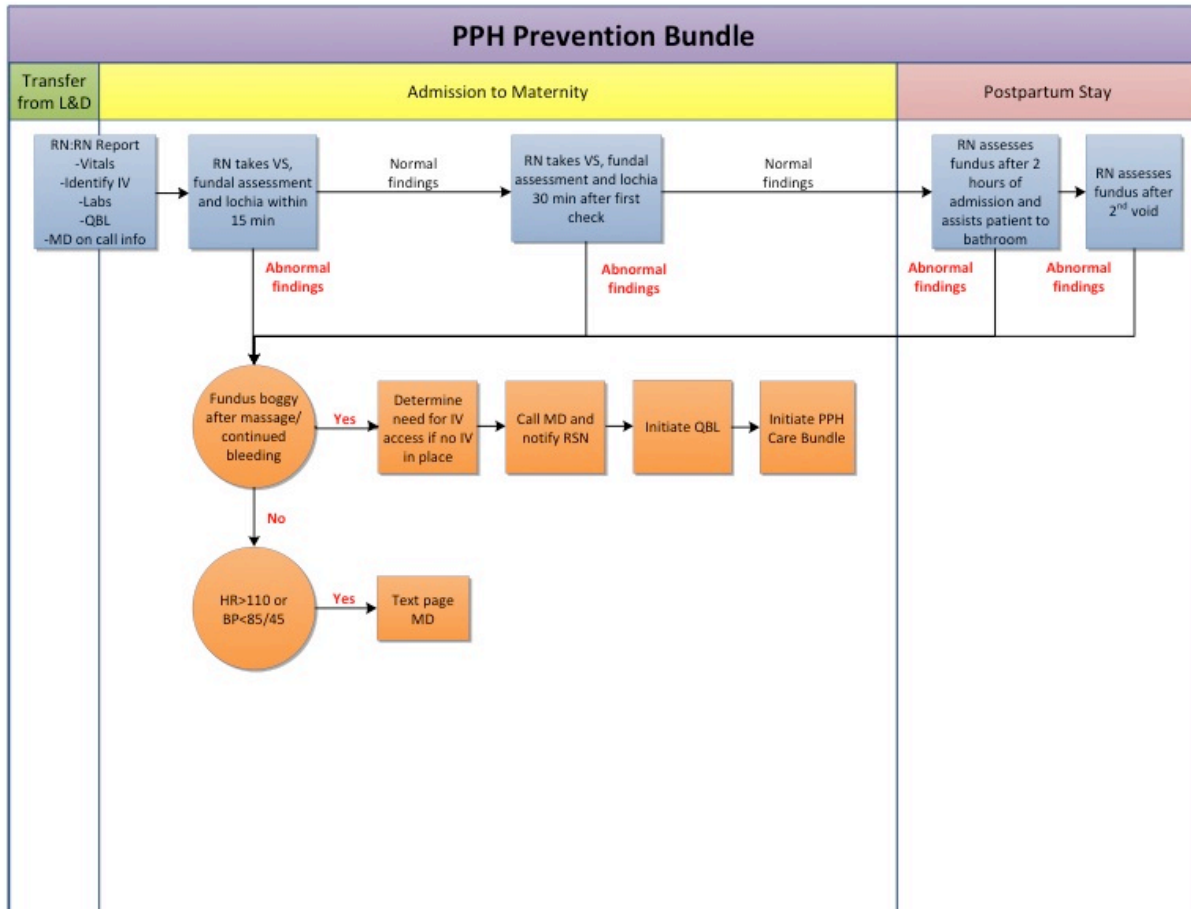 PPH Prevention Bundle
Transfer
from L&D
Admission to Maternity
Postpartum Stay
RN:RN Report
-Vitals
-Identify IV
-Labs
-QBL
-MD on call info
RN takes VS,
fundal assessment
and lochia within
15 min
Normal
findings
RN takes VS, fundal
assessment and lochia
30 min after first
check
Normal
findings
RN assesses
fundus after 2
hours of
admission and
assists patient to
bathroom
RN assesses
fundus after
2nd void
Abnormal
findings
Abnormal
findings
Abnormal
findings
Abnormal
findings
Fundus boggy
after massage/
continued
bleeding
Yes
Determine
need for IV
access if no IV
in place
Call MD and
notify RSN
Initiate QBL
Initiate PPH
Care Bundle
No
HR>110 or
BP<85/45
Yes
Text page
MD